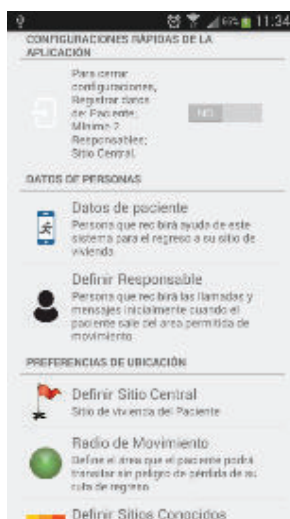 67% 11:34
CONFIGURACIONES RÁPIDAS DE LA
APLICACIÓN
Para cerrar
configuraciones,
Registrar datos
de: Paciente;
Mínimo 2
Responsables;
Sitio Central.
NO
DATOS DE PERSONAS
Datos de paciente
Persona que recibirá ayuda de este
sistema para el regreso a su sitio de
vivienda
Definir Responsable
Persona que recibirá las llamadas y
mensajes inicialmente cuando el
paciente sale del area permitida de
movimiento
PREFERENCIAS DE UBICACIÓN
Definir Sitio Central
Sitio de vivienda del Paciente
Radio de Movimiento
Define el área que el paciente podrá
transitar sin peligro de pérdida de su
ruta de regreso
Definir Sitios Conocidos